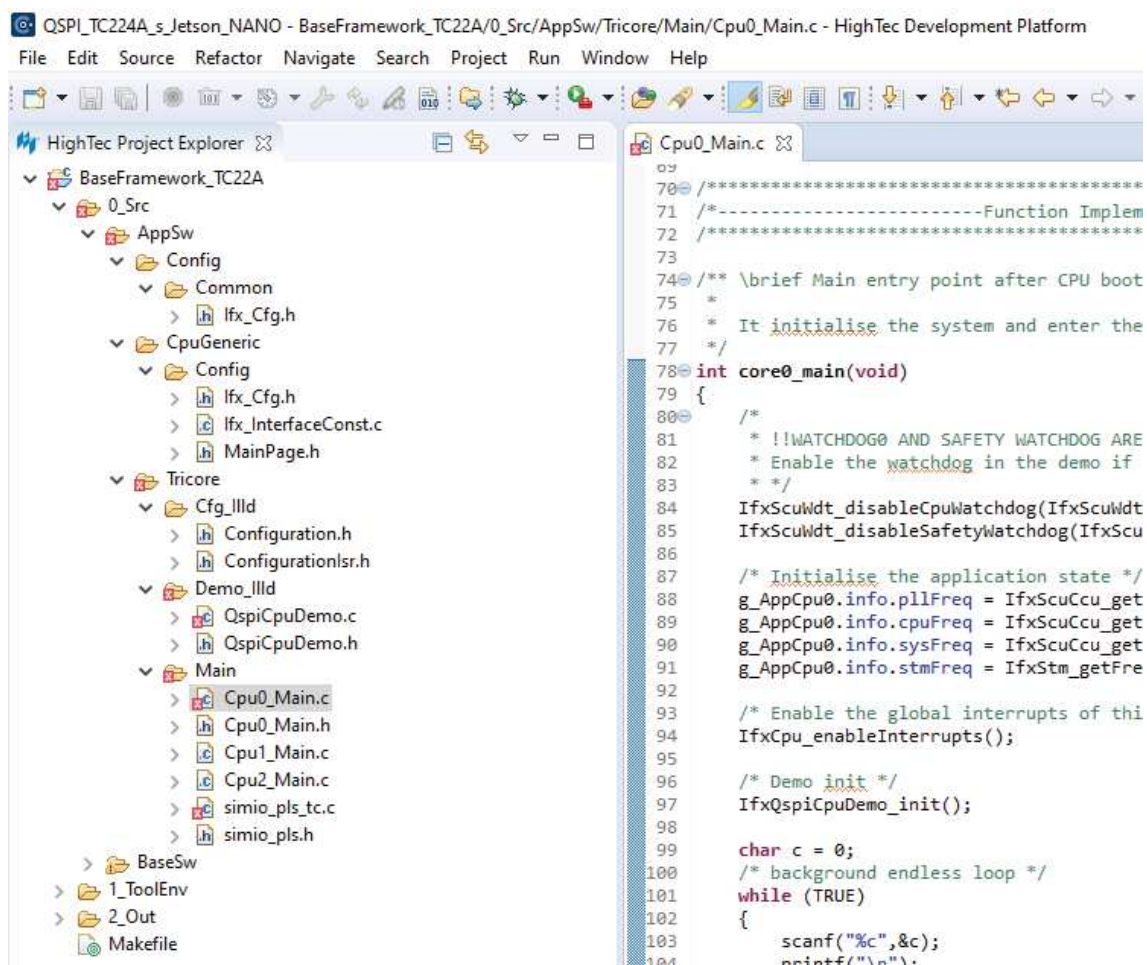 QSPI_TC224A_s_Jetson_NANO - BaseFramework_TC22A/0_Src/AppSw/Tricore/Main/Cpu0_Main.c - HighTec Development Platform
File Edit Source Refactor Navigate Search Project Run Window Help
HighTec Project Explorer
BaseFramework_TC22A
0_Src
AppSw
Config
Common
Ifx_Cfg.h
CpuGeneric
Config
Ifx_Cfg.h
Ifx_InterfaceConst.c
MainPage.h
Tricore
Cfg_Illd
Configuration.h
ConfigurationIsr.h
Demo_Illd
QspiCpuDemo.c
QspiCpuDemo.h
Main
Cpu0_Main.c
Cpu0_Main.h
Cpu1_Main.c
Cpu2_Main.c
simio_pls_tc.c
simio_pls.h
BaseSw
1_ToolEnv
2_Out
Makefile
Cpu0_Main.c
69
70 /******************************************
71 /*-------------------------Function Implem
72 /******************************************
73
74 /** \brief Main entry point after CPU boot
75 *
76 * It initialise the system and enter the
77 */
78 int core0_main(void)
79 {
80 /*
81 * !!WATCHDOG0 AND SAFETY WATCHDOG ARE
82 * Enable the watchdog in the demo if
83 * */
84 IfxScuWdt_disableCpuWatchdog(IfxScuWdt
85 IfxScuWdt_disableSafetyWatchdog(IfxScu
86
87 /* Initialise the application state */
88 g_AppCpu0.info.pllFreq = IfxScuCcu_get
89 g_AppCpu0.info.cpuFreq = IfxScuCcu_get
90 g_AppCpu0.info.sysFreq = IfxScuCcu_get
91 g_AppCpu0.info.stmFreq = IfxStm_getFre
92
93 /* Enable the global interrupts of thi
94 IfxCpu_enableInterrupts();
95
96 /* Demo init */
97 IfxQspiCpuDemo_init();
98
99 char c = 0;
100 /* background endless loop */
101 while (TRUE)
102 {
103 scanf("%c",&c);
104 printf("\n");